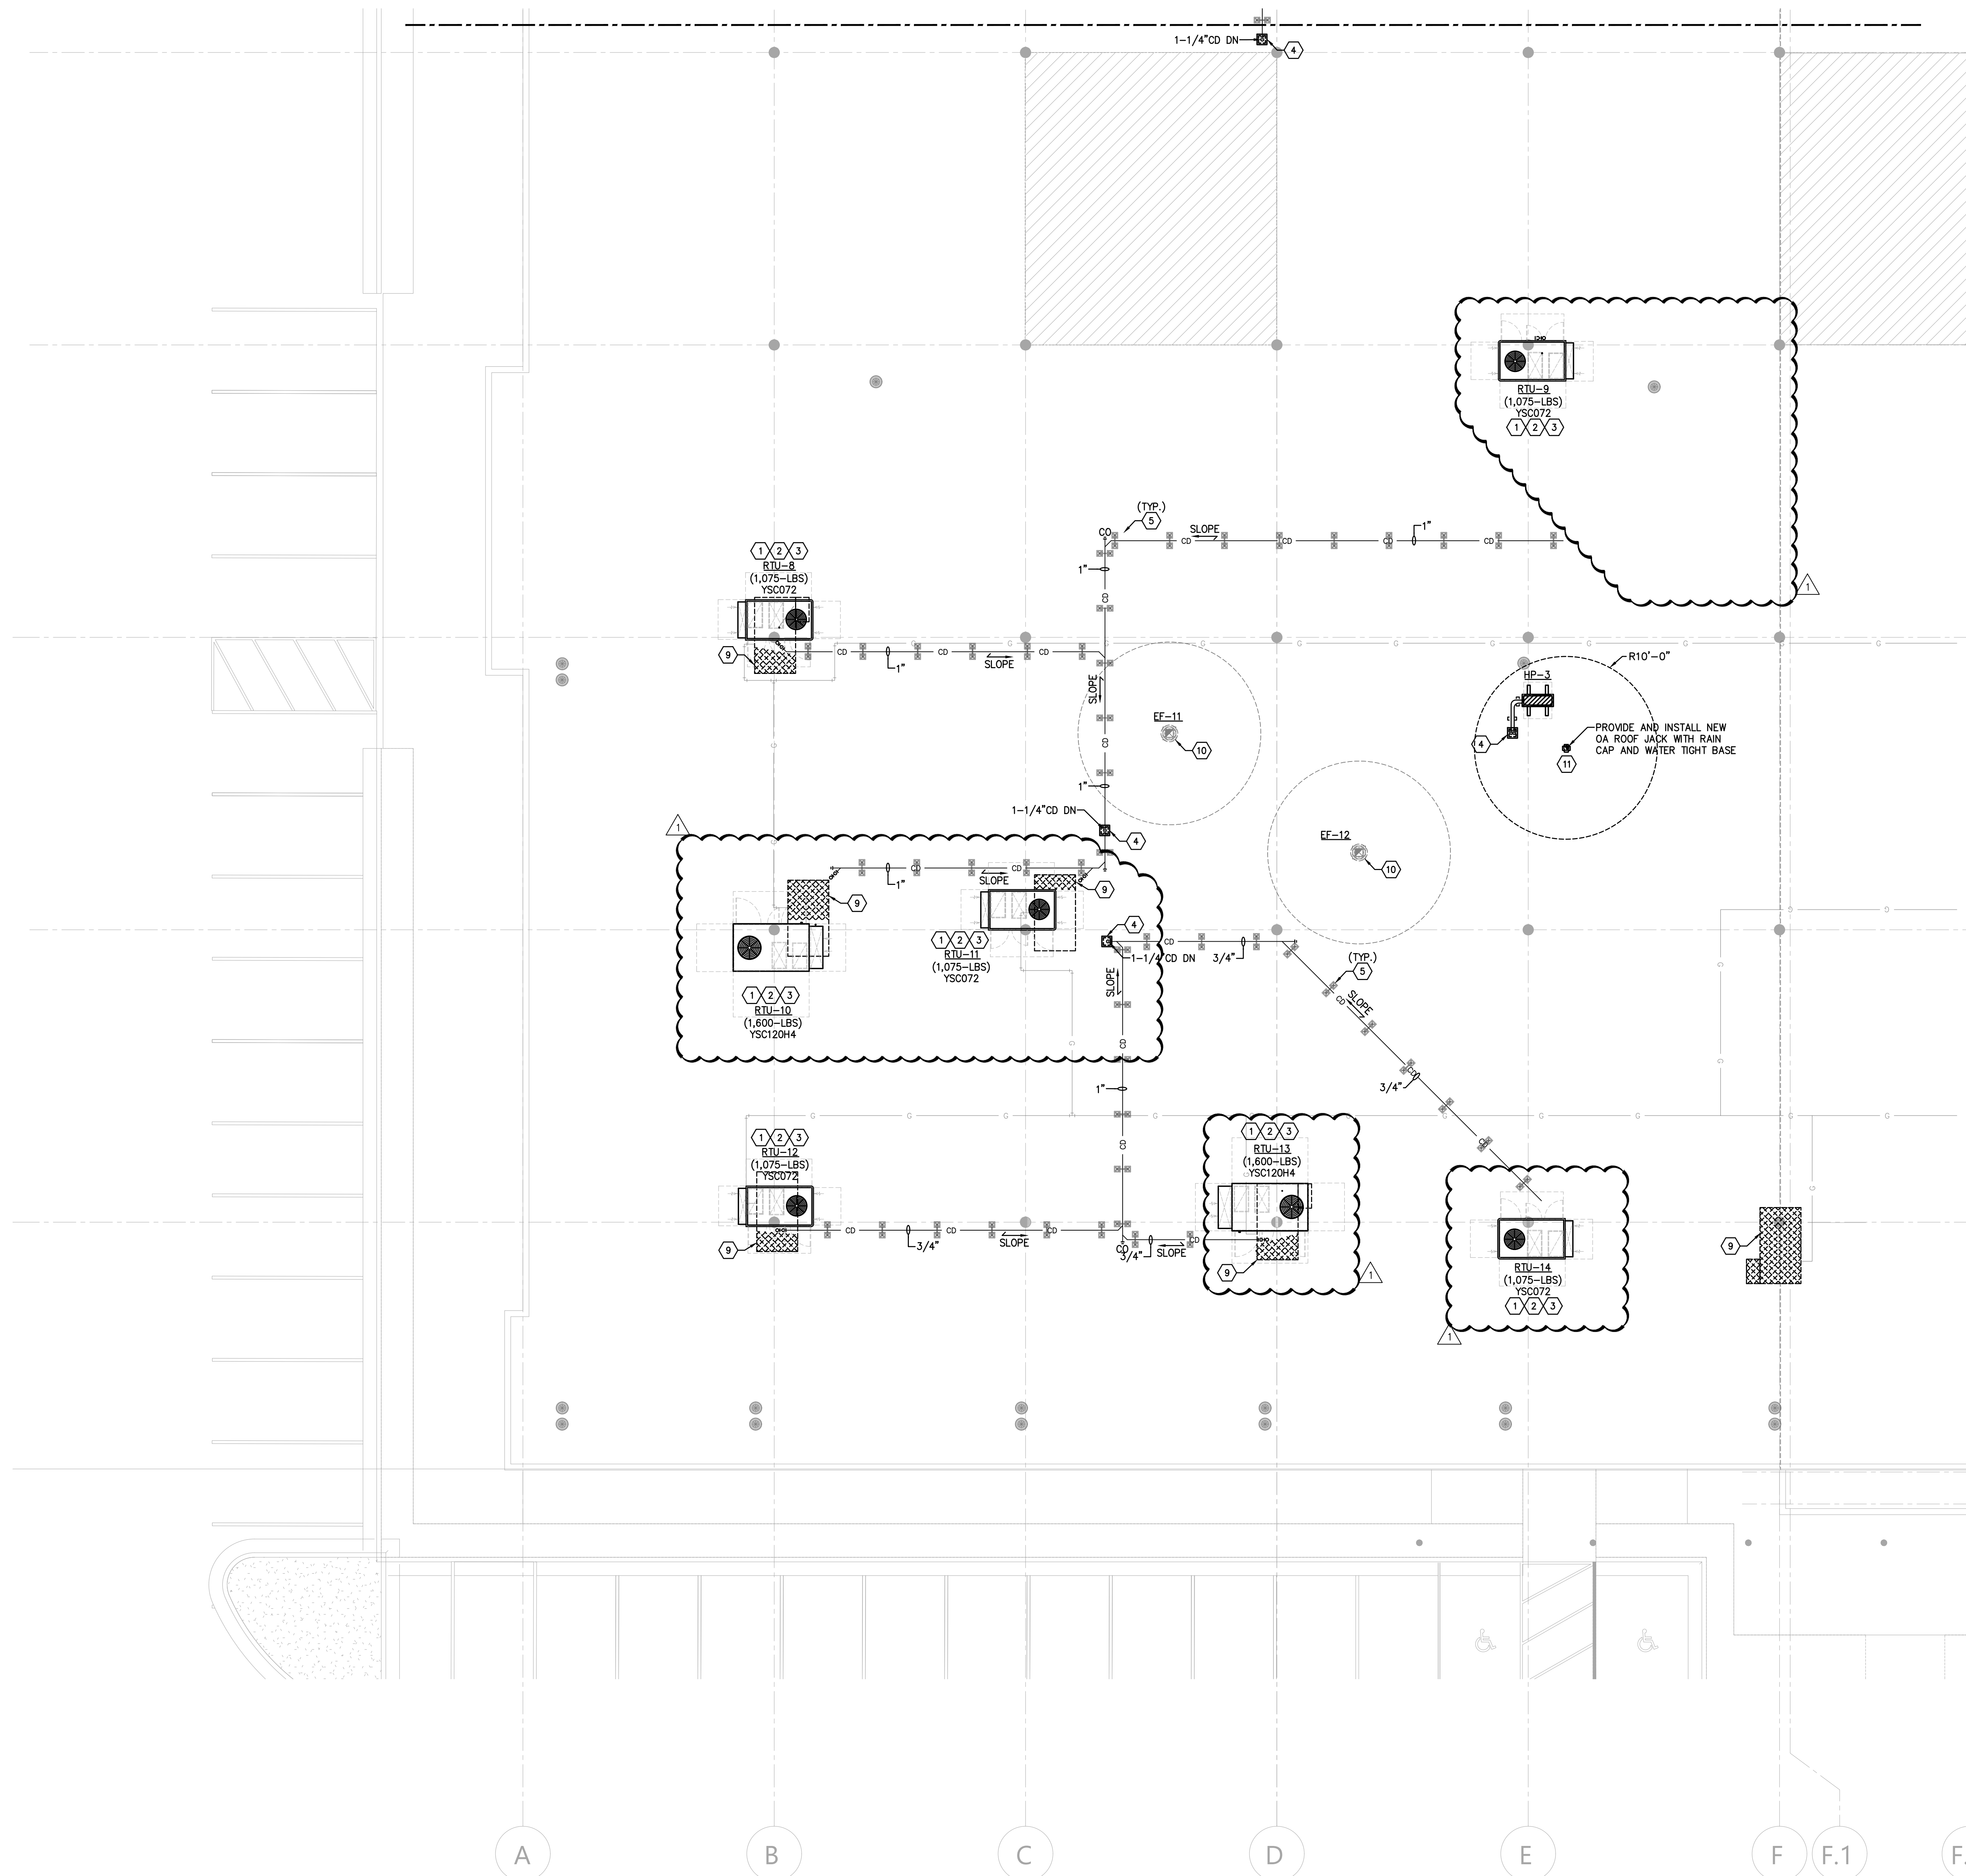 1-1/4"CD DN
4
RTU-9
(1,075-LBS)
YSC072
1 2 3
(TYP.)
5
CO
SLOPE
1"
CD CD CD CD
1"
CD
1
1 2 3
RTU-8
(1,075-LBS)
YSC072
G G G G G G G G G
9
CD CD CD
1"
SLOPE
SLOPE
R10'-0"
HP-3
EF-11
10
4
PROVIDE AND INSTALL NEW
OA ROOF JACK WITH RAIN
CAP AND WATER TIGHT BASE
11
G
CD
1"
1-1/4"CD DN
4
1
EF-12
10
G
CD
SLOPE
CD
1"
9
9
G G
4
1 2 3
RTU-11
(1,075-LBS)
YSC072
CD
1-1/4"CD DN
3/4"
(TYP.)
5
G
SLOPE
SLOPE
CD
1 2 3
RTU-10
(1,600-LBS)
YSC120H4
G
CD
G
1"
CD
3/4"
G G G G G G G G G
CD
CD
1 2 3
RTU-12
(1,075-LBS)
YSC072
1 2 3
RTU-13
(1,600-LBS)
YSC120H4
G
9
CD CD CD
3/4"
SLOPE
CO
3/4"
SLOPE
CD
9
1
RTU-14
(1,075-LBS)
YSC072
1 2 3
1
9
A B C D E F F.1 F.